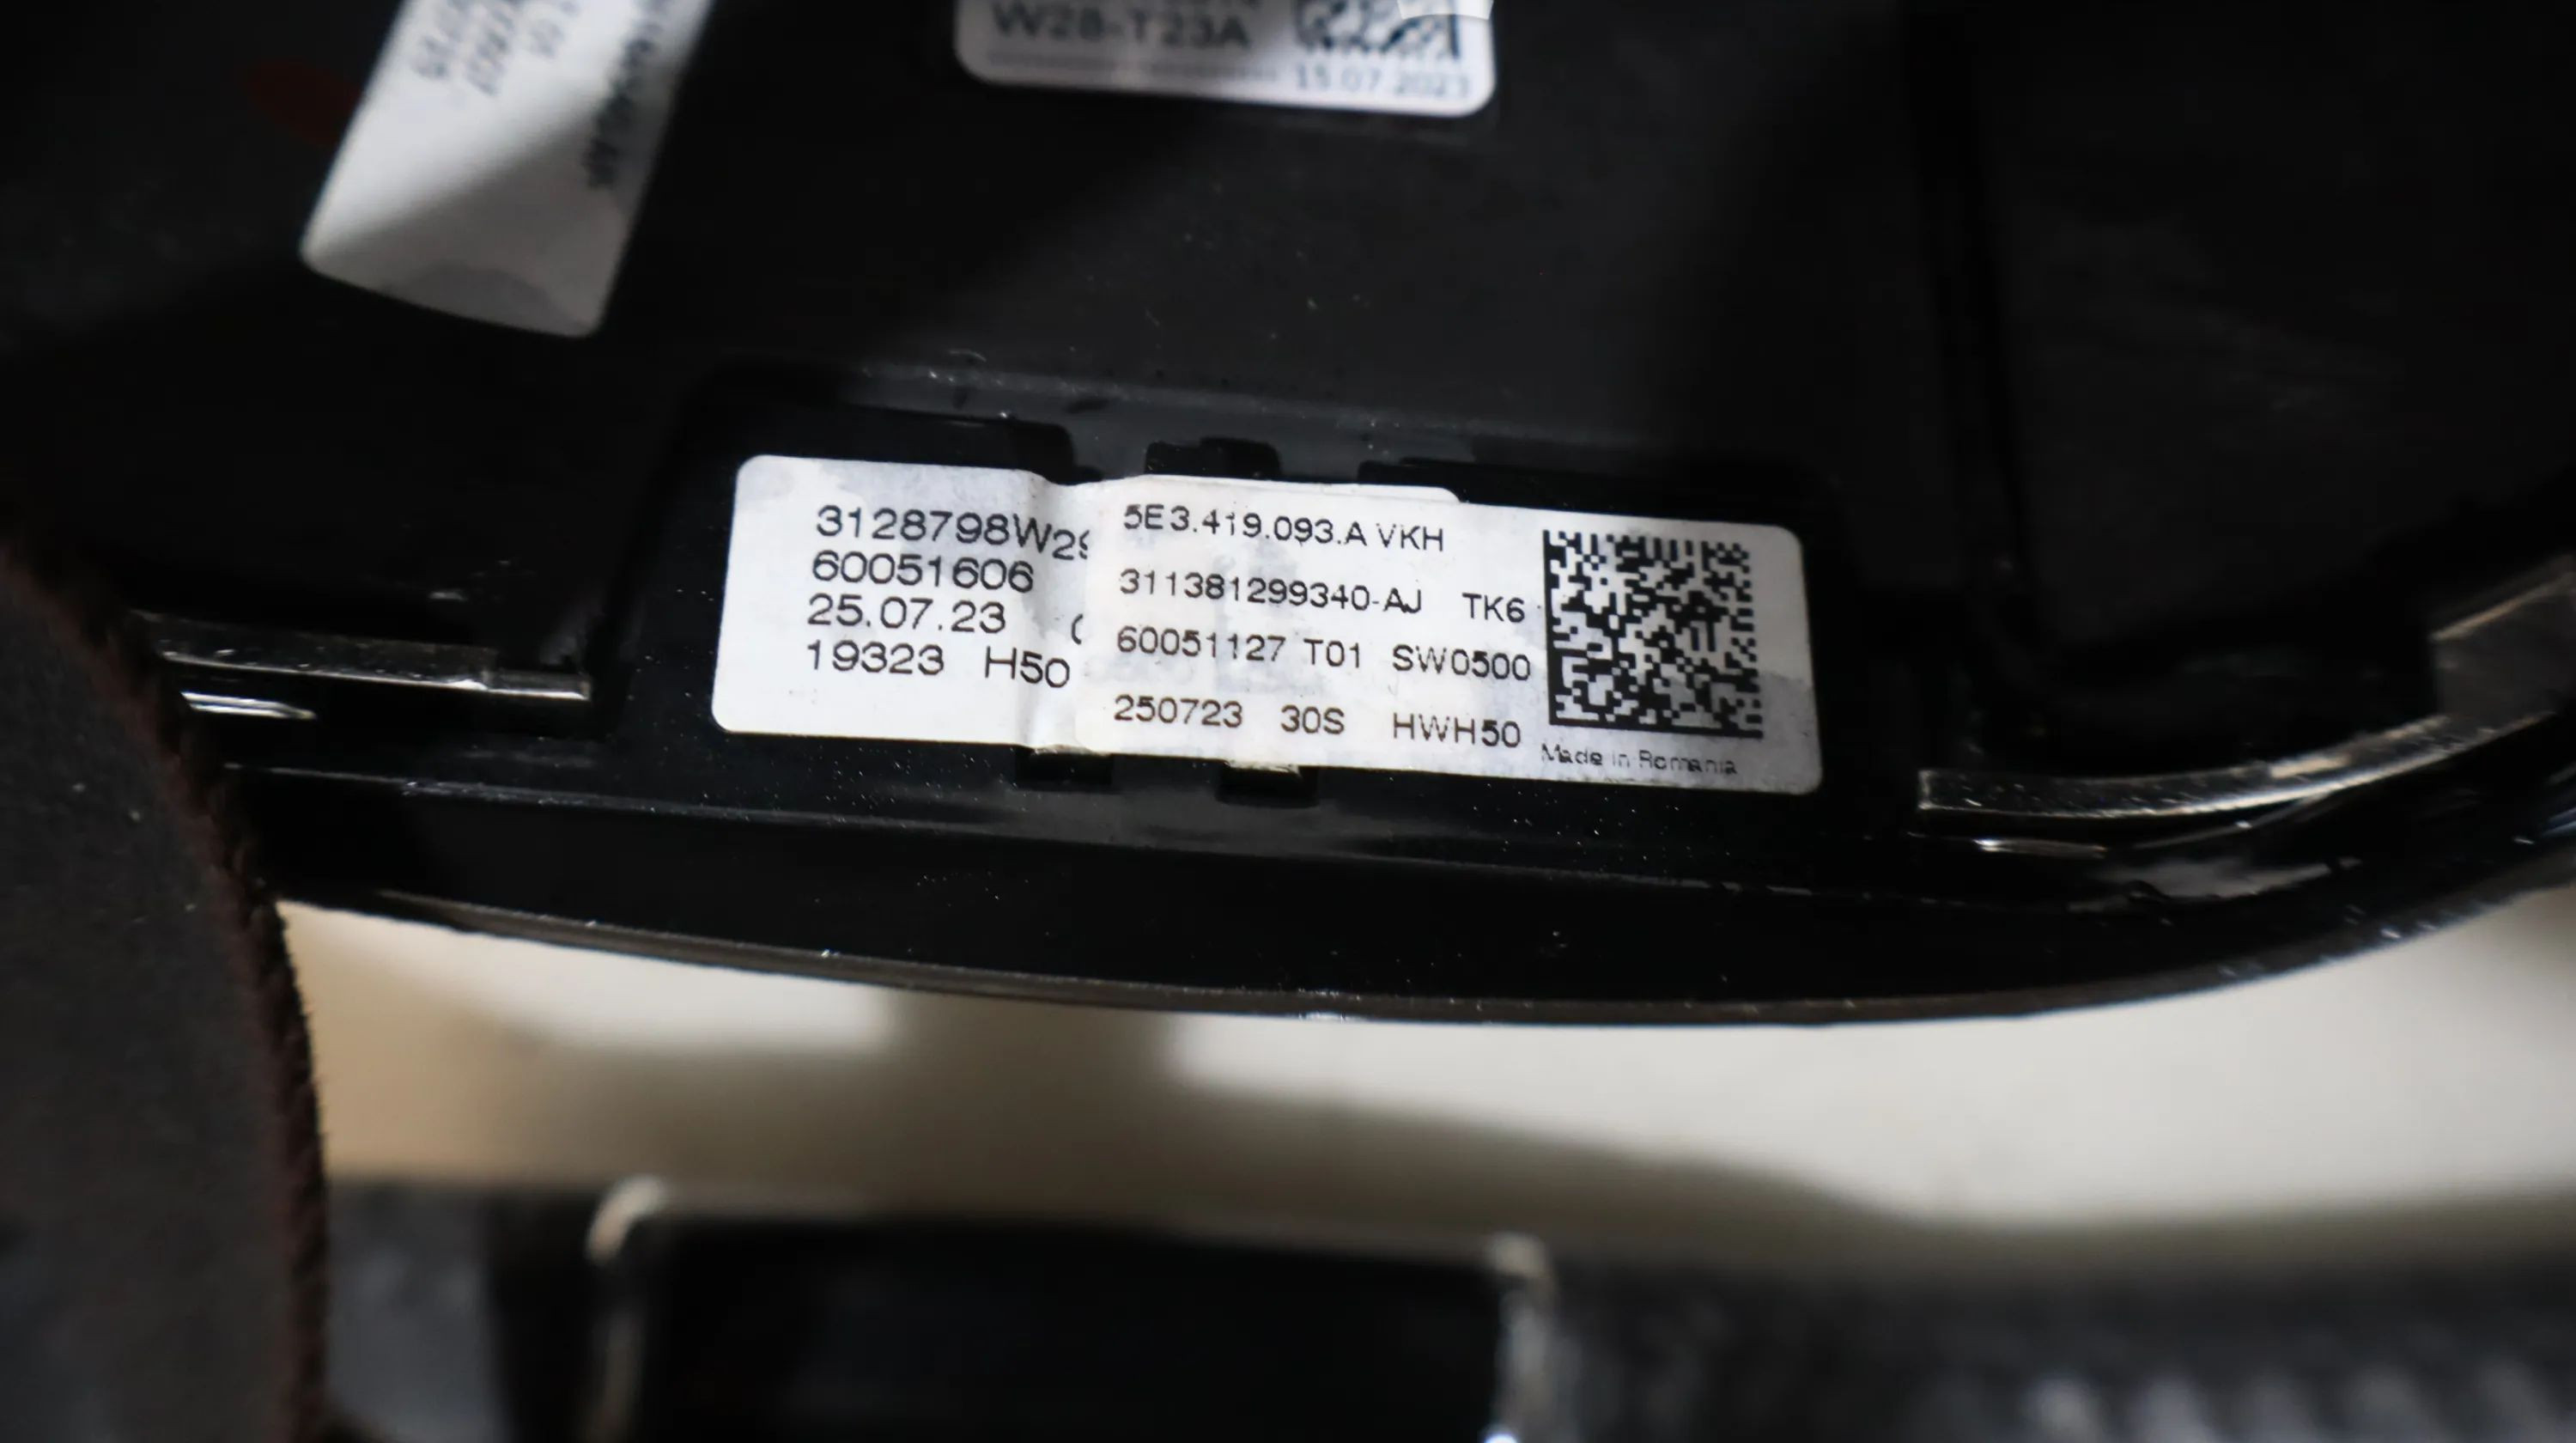 W28-T23A
15.07.2023
3128798W29
60051606
25.07.23
19323 H50
5E3.419.093.A VKH
311381299340-AJ TK6
60051127 T01 SW0500
250723 30S HWH50
Made in Romania